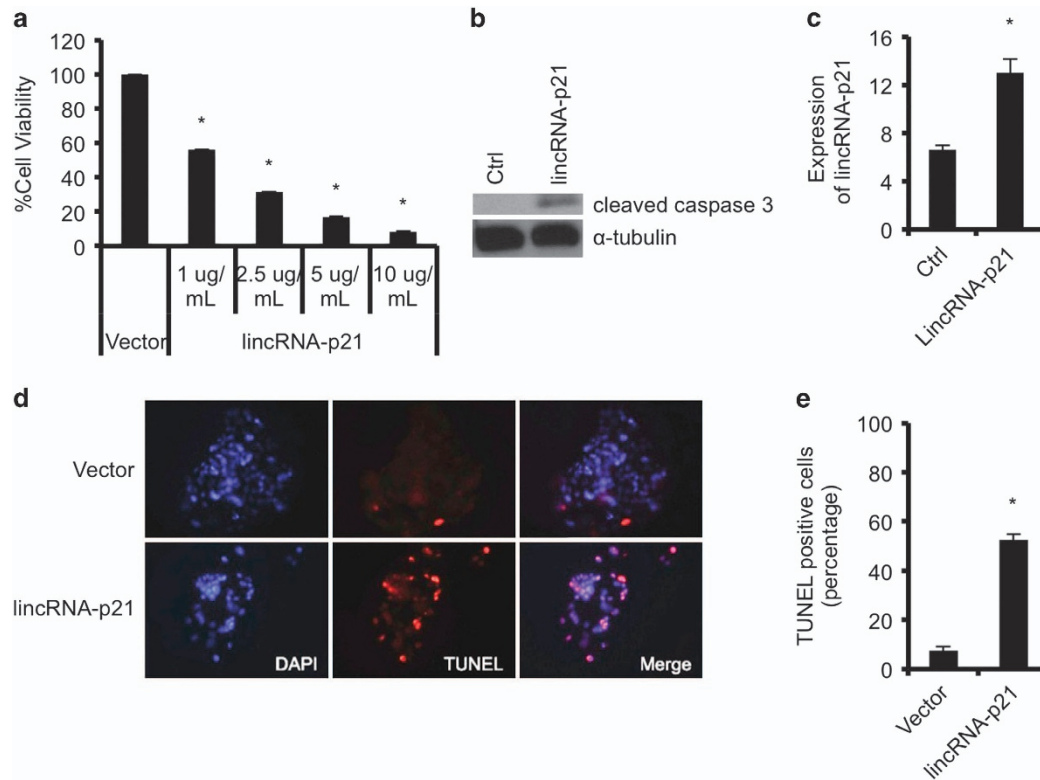 a
%Cell Viability
120
100
80
60
40
20
0
*
*
*
*
1 ug/
mL
2.5 ug/
mL
5 ug/
mL
10 ug/
mL
Vector
lincRNA-p21
b
Ctrl
lincRNA-p21
cleaved caspase 3
α-tubulin
c
Expression
of lincRNA-p21
16
12
8
4
0
*
Ctrl
LincRNA-p21
d
Vector
lincRNA-p21
DAPI
TUNEL
Merge
e
TUNEL positive cells
(percentage)
100
80
60
40
20
0
*
Vector
lincRNA-p21